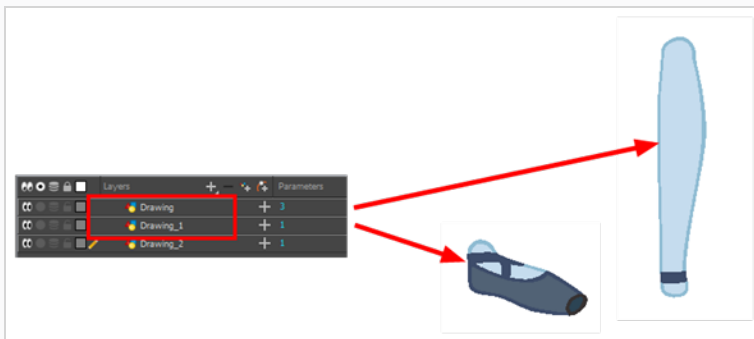 Layers Parameters
Drawing 3
Drawing_1 1
Drawing_2 1